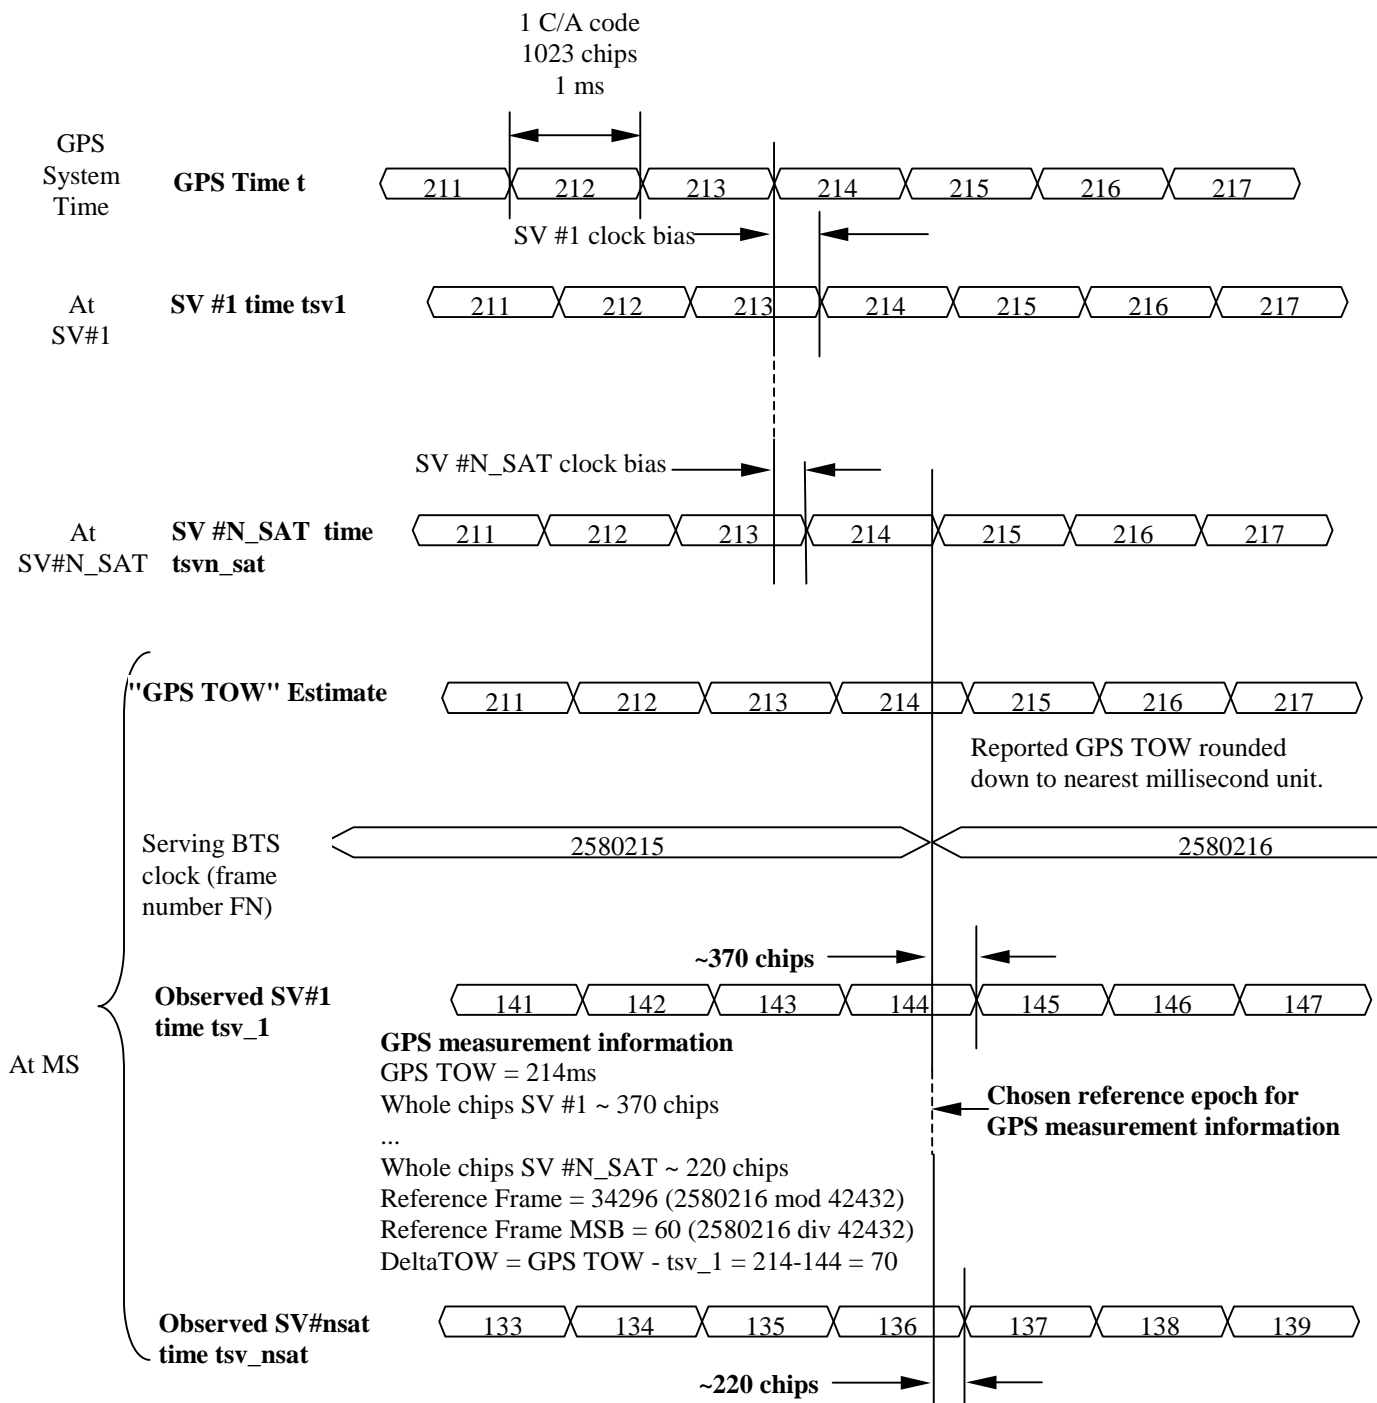 1 C/A code
1023 chips
1 ms
GPS
System
Time
GPS Time t
211 212 213 214 215 216 217
SV #1 clock bias
At
SV#1
SV #1 time tsv1
211 212 213 214 215 216 217
SV #N_SAT clock bias
At
SV#N_SAT
SV #N_SAT time
tsvn_sat
211 212 213 214 215 216 217
"GPS TOW" Estimate
211 212 213 214 215 216 217
Reported GPS TOW rounded
down to nearest millisecond unit.
Serving BTS
clock (frame
number FN)
2580215 2580216
~370 chips
Observed SV#1
time tsv_1
141 142 143 144 145 146 147
At MS
GPS measurement information
GPS TOW = 214ms
Whole chips SV #1 ~ 370 chips
...
Whole chips SV #N_SAT ~ 220 chips
Reference Frame = 34296 (2580216 mod 42432)
Reference Frame MSB = 60 (2580216 div 42432)
DeltaTOW = GPS TOW - tsv_1 = 214-144 = 70
Chosen reference epoch for
GPS measurement information
Observed SV#nsat
time tsv_nsat
133 134 135 136 137 138 139
~220 chips